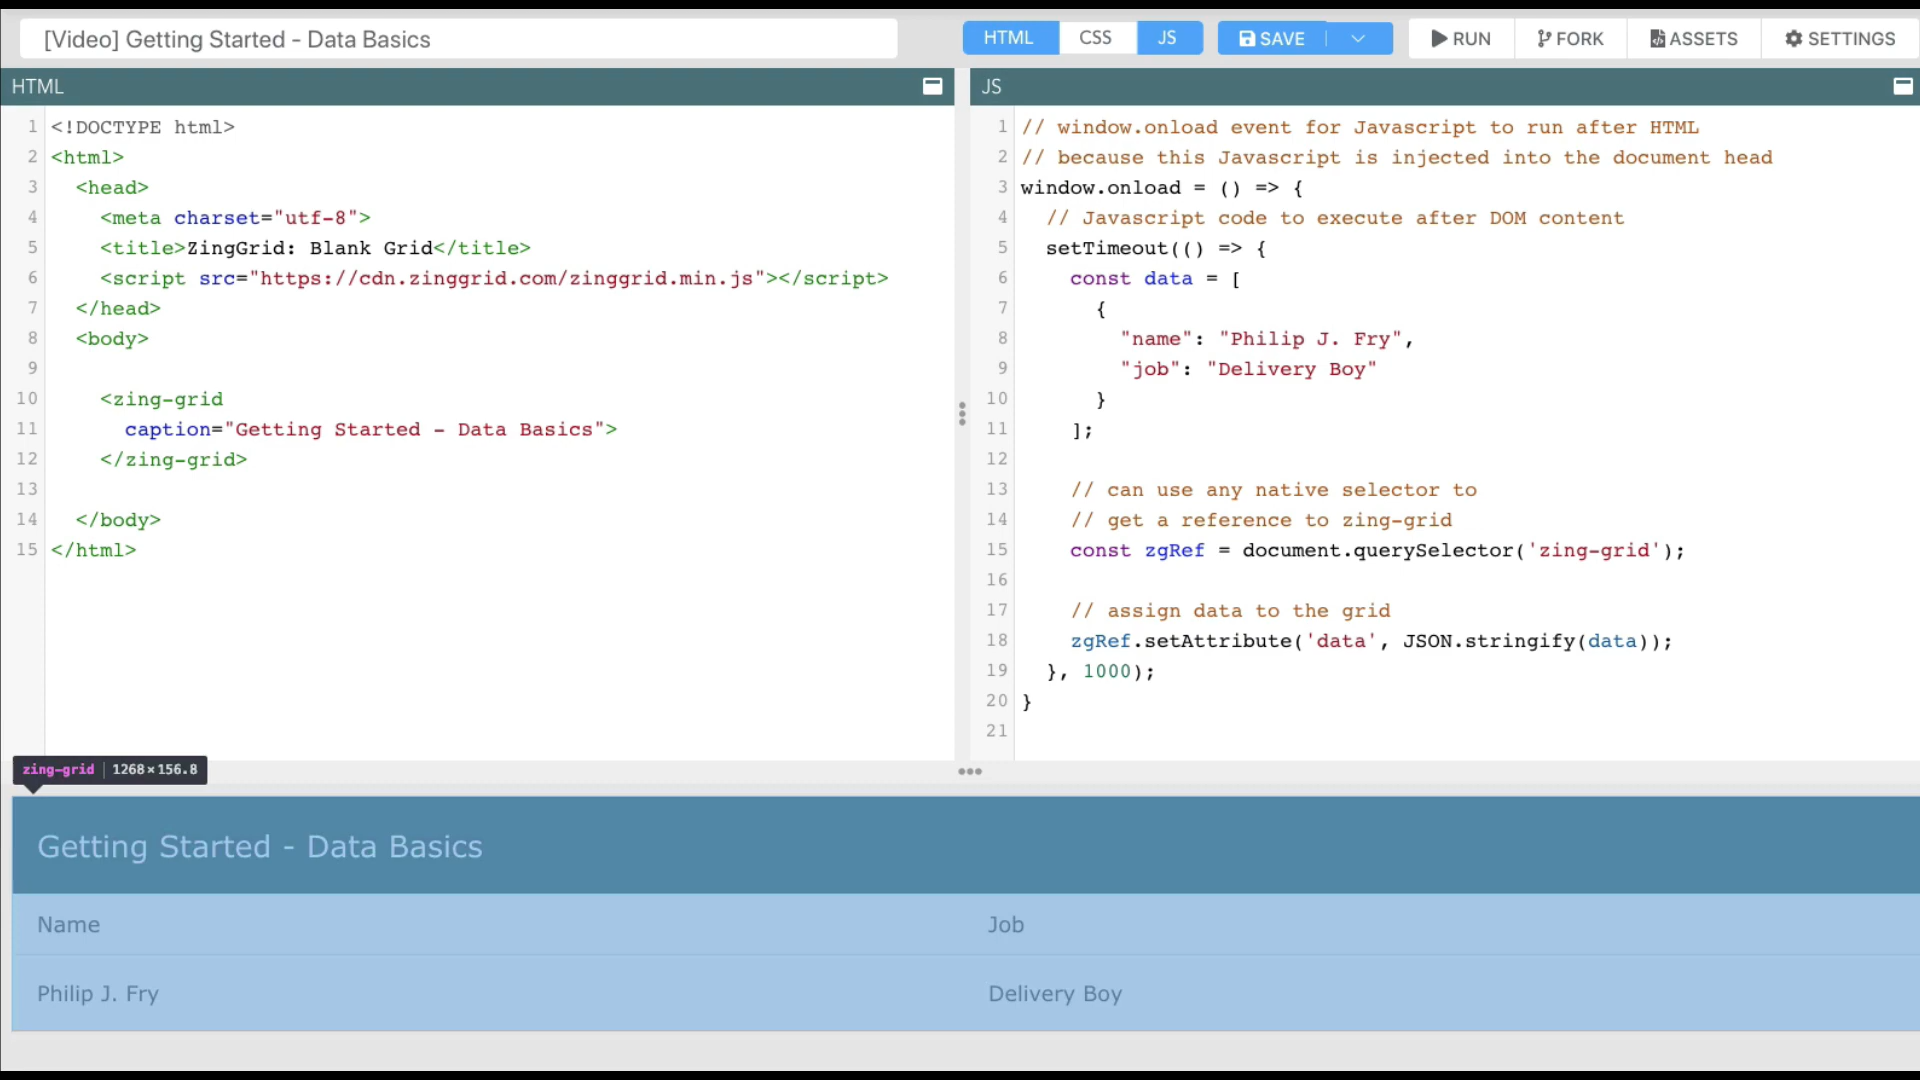 [Video] Getting Started - Data Basics
HTML CSS JS SAVE RUN FORK ASSETS SETTINGS
HTML
1 <!DOCTYPE html>
2 <html>
3 <head>
4 <meta charset="utf-8">
5 <title>ZingGrid: Blank Grid</title>
6 <script src="https://cdn.zinggrid.com/zinggrid.min.js"></script>
7 </head>
8 <body>
9
10 <zing-grid
11 caption="Getting Started - Data Basics">
12 </zing-grid>
13
14 </body>
15 </html>
JS
1 // window.onload event for Javascript to run after HTML
2 // because this Javascript is injected into the document head
3 window.onload = () => {
4 // Javascript code to execute after DOM content
5 setTimeout(() => {
6 const data = [
7 {
8 "name": "Philip J. Fry",
9 "job": "Delivery Boy"
10 }
11 ];
12
13 // can use any native selector to
14 // get a reference to zing-grid
15 const zgRef = document.querySelector('zing-grid');
16
17 // assign data to the grid
18 zgRef.setAttribute('data', JSON.stringify(data));
19 }, 1000);
20 }
21
zing-grid 1268×156.8
Getting Started - Data Basics
Name Job
Philip J. Fry Delivery Boy